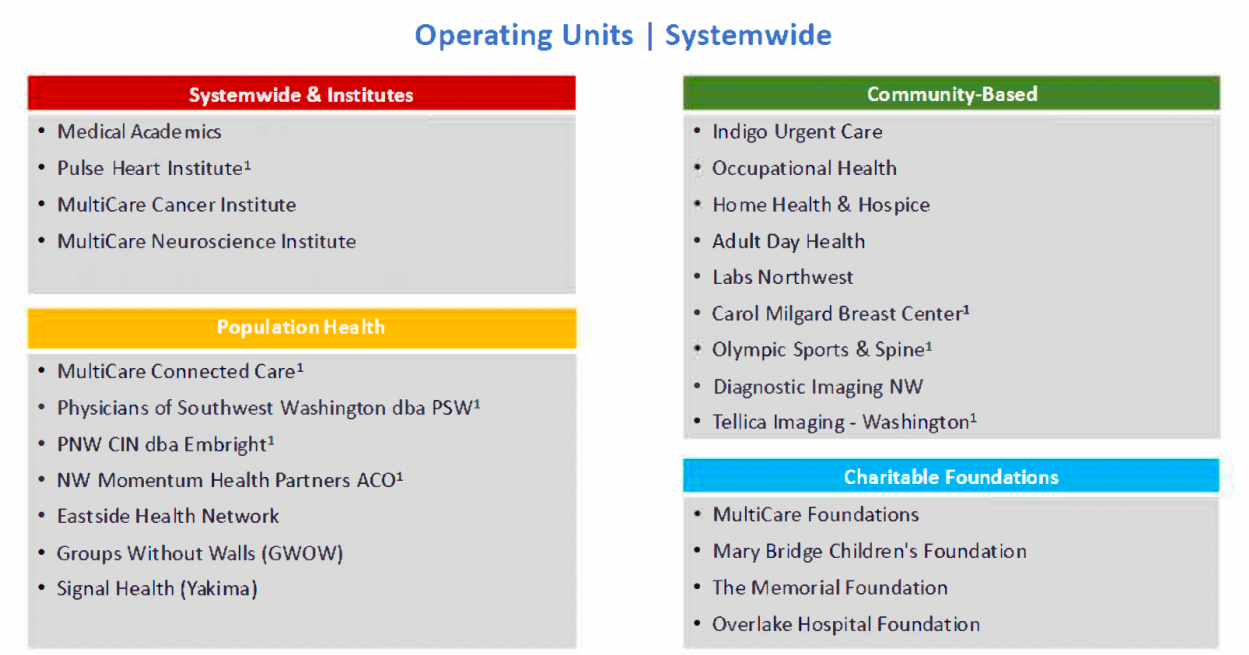 Operating Units | Systemwide
Systemwide & Institutes
• Medical Academics
• Pulse Heart Institute¹
• MultiCare Cancer Institute
• MultiCare Neuroscience Institute
Population Health
• MultiCare Connected Care¹
• Physicians of Southwest Washington dba PSW¹
• PNW CIN dba Embright¹
• NW Momentum Health Partners ACO¹
• Eastside Health Network
• Groups Without Walls (GWOW)
• Signal Health (Yakima)
Community-Based
• Indigo Urgent Care
• Occupational Health
• Home Health & Hospice
• Adult Day Health
• Labs Northwest
• Carol Milgard Breast Center¹
• Olympic Sports & Spine¹
• Diagnostic Imaging NW
• Tellica Imaging - Washington¹
Charitable Foundations
• MultiCare Foundations
• Mary Bridge Children's Foundation
• The Memorial Foundation
• Overlake Hospital Foundation